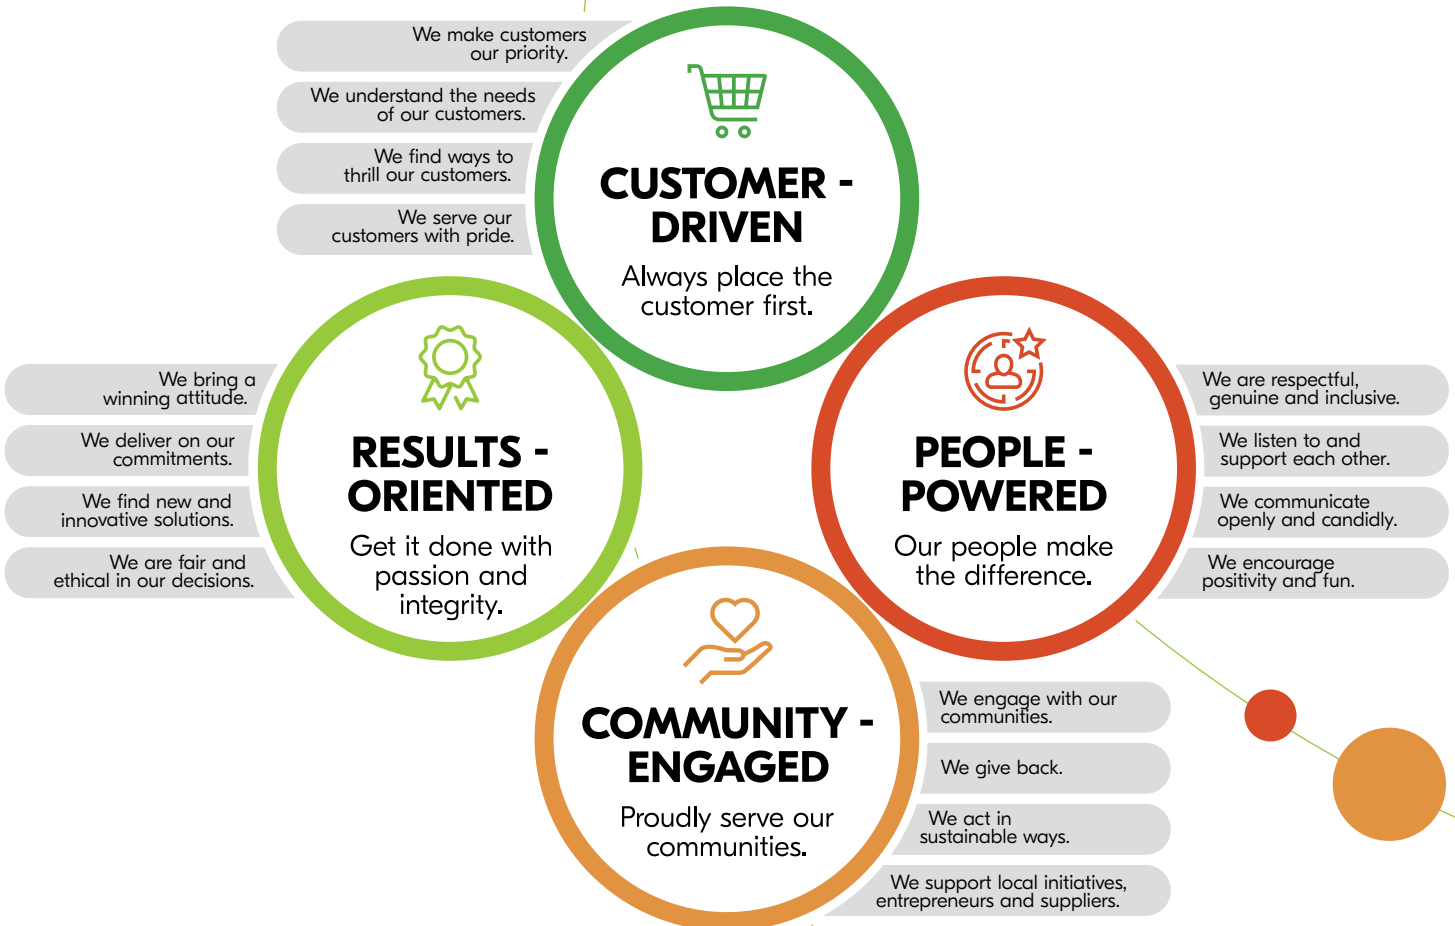 We make customers
our priority.
We understand the needs
of our customers.
We find ways to
thrill our customers.
We serve our
customers with pride.
CUSTOMER -
DRIVEN
Always place the
customer first.
We bring a
winning attitude.
We deliver on our
commitments.
We find new and
innovative solutions.
We are fair and
ethical in our decisions.
RESULTS -
ORIENTED
Get it done with
passion and
integrity.
PEOPLE -
POWERED
Our people make
the difference.
We are respectful,
genuine and inclusive.
We listen to and
support each other.
We communicate
openly and candidly.
We encourage
positivity and fun.
COMMUNITY -
ENGAGED
Proudly serve our
communities.
We engage with our
communities.
We give back.
We act in
sustainable ways.
We support local initiatives,
entrepreneurs and suppliers.